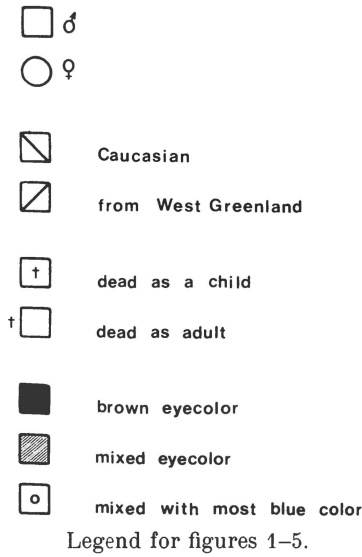 ♂
♀
Caucasian
from West Greenland
† dead as a child
† dead as adult
brown eyecolor
mixed eyecolor
o mixed with most blue color
Legend for figures 1–5.